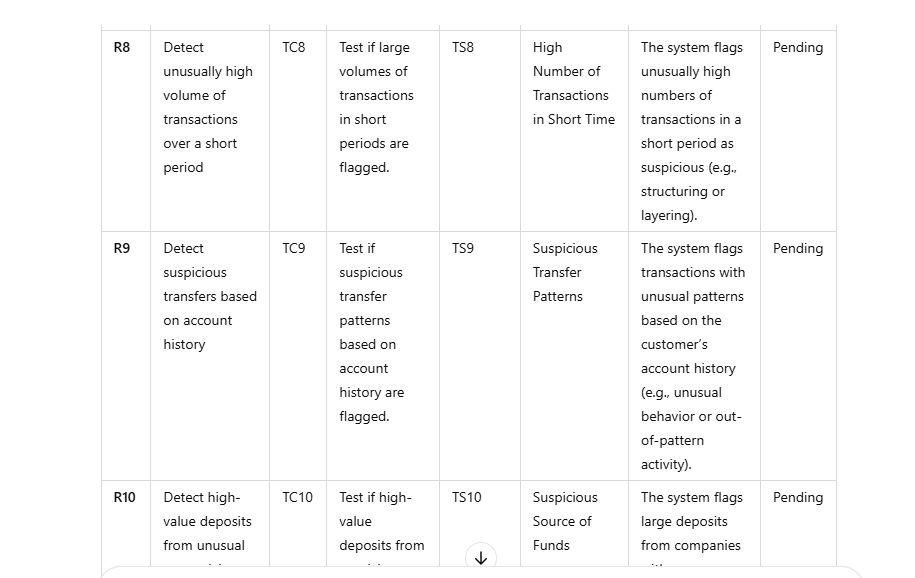 R8
Detect
unusually high
volume of
transactions
over a short
period
TC8
Test if large
volumes of
transactions
in short
periods are
flagged.
TS8
High
Number of
Transactions
in Short Time
The system flags
unusually high
numbers of
transactions in a
short period as
suspicious (e.g.,
structuring or
layering).
Pending
R9
Detect
suspicious
transfers based
on account
history
TC9
Test if
suspicious
transfer
patterns
based on
account
history are
flagged.
TS9
Suspicious
Transfer
Patterns
The system flags
transactions with
unusual patterns
based on the
customer's
account history
(e.g., unusual
behavior or out-
of-pattern
activity).
Pending
R10
Detect high-
value deposits
from unusual
TC10
Test if high-
value
deposits from
TS10
Suspicious
Source of
Funds
The system flags
large deposits
from companies
Pending